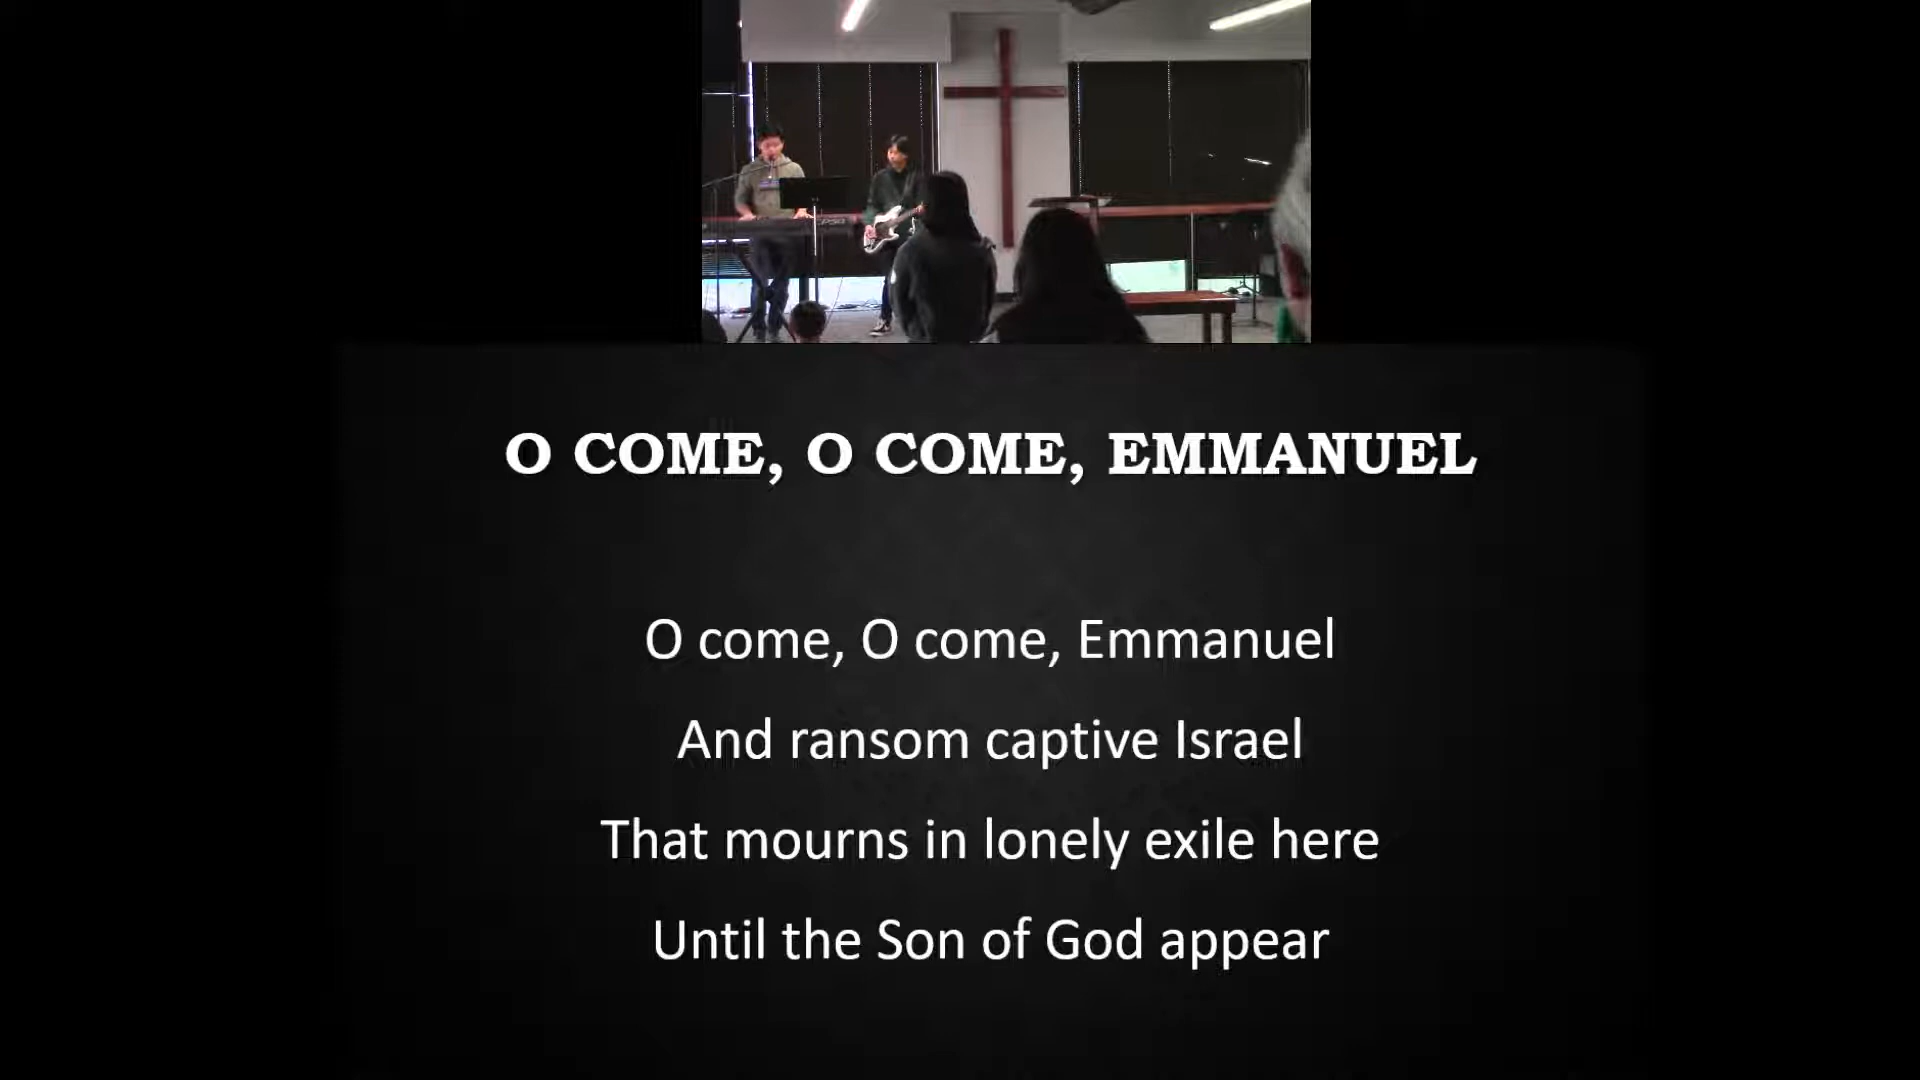 O COME, O COME, EMMANUEL
O come, O come, Emmanuel
And ransom captive Israel
That mourns in lonely exile here
Until the Son of God appear